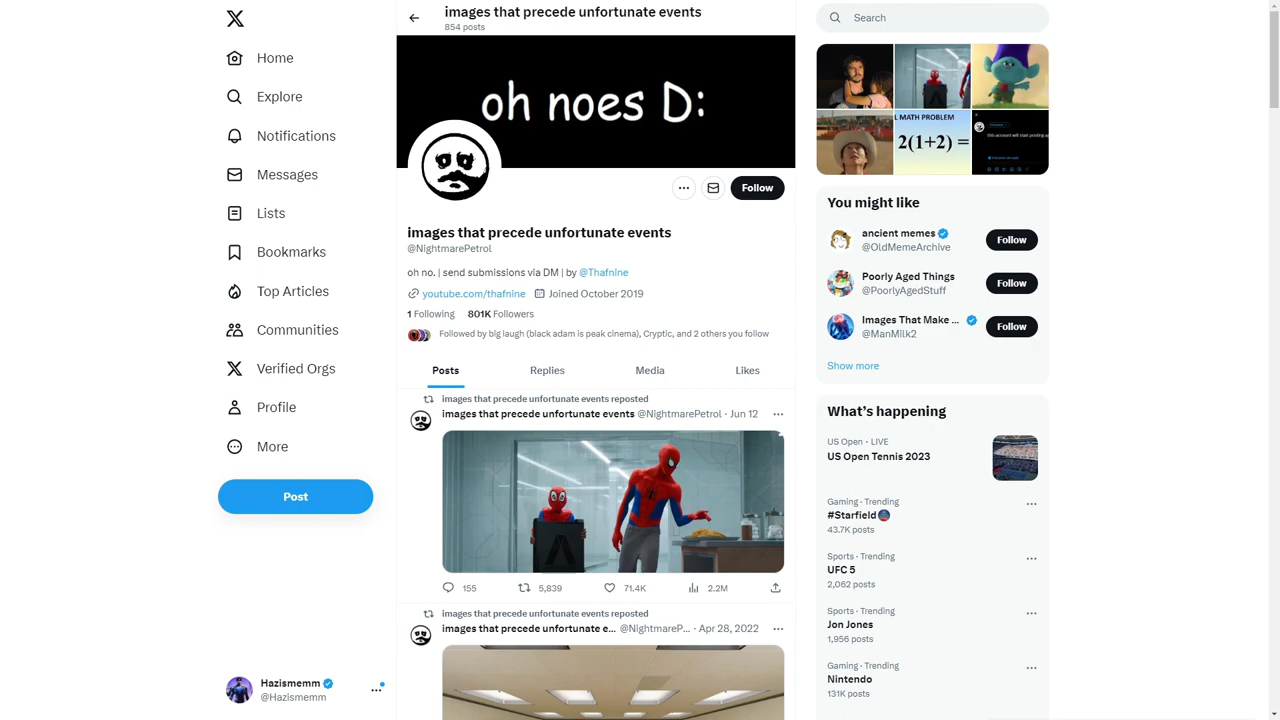 Home
Explore
Notifications
Messages
Lists
Bookmarks
Top Articles
Communities
Verified Orgs
Profile
More
Post
Hazismemm
@Hazismemm
images that precede unfortunate events
854 posts
oh noes D:
Follow
images that precede unfortunate events
@NightmarePetrol
oh no. | send submissions via DM | by @Thafnine
youtube.com/thafnine Joined October 2019
1 Following 801K Followers
Followed by big laugh (black adam is peak cinema), Cryptic, and 2 others you follow
Posts Replies Media Likes
images that precede unfortunate events reposted
images that precede unfortunate events @NightmarePetrol · Jun 12
155 5,839 71.4K 2.2M
images that precede unfortunate events reposted
images that precede unfortunate e... @NightmareP... · Apr 28, 2022
Search
L MATH PROBLEM
2(1+2) =
You might like
ancient memes
@OldMemeArchive
Follow
Poorly Aged Things
@PoorlyAgedStuff
Follow
Images That Make ...
@ManMilk2
Follow
Show more
What's happening
US Open · LIVE
US Open Tennis 2023
Gaming · Trending
#Starfield
43.7K posts
Sports · Trending
UFC 5
2,062 posts
Sports · Trending
Jon Jones
1,956 posts
Gaming · Trending
Nintendo
131K posts